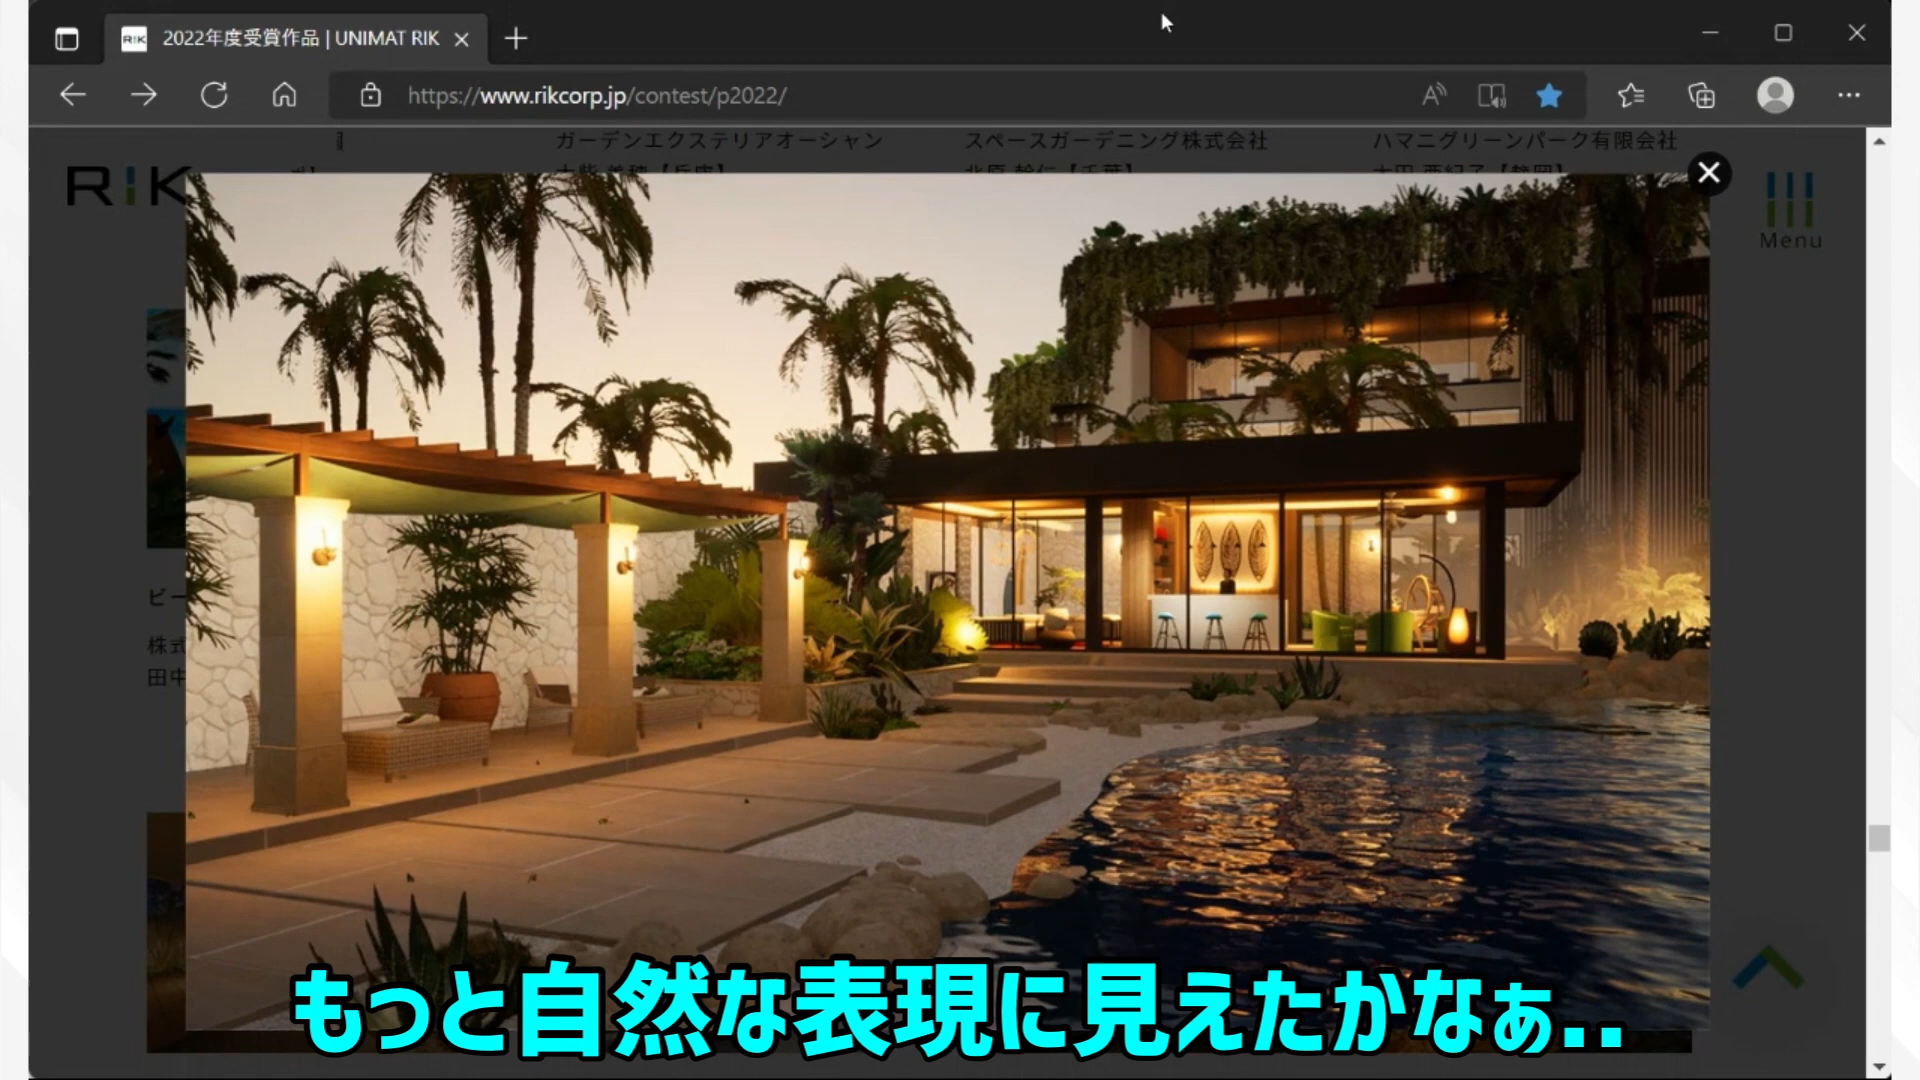 2022年度受賞作品 | UNIMAT RIK
https://www.rikcorp.jp/contest/p2022/
ガーデンエクステリアオーシャン
スペースガーデニング株式会社
ハマニグリーンパーク有限会社
RIK
Menu
ビー
株式
田中
もっと自然な表現に見えたかなぁ..